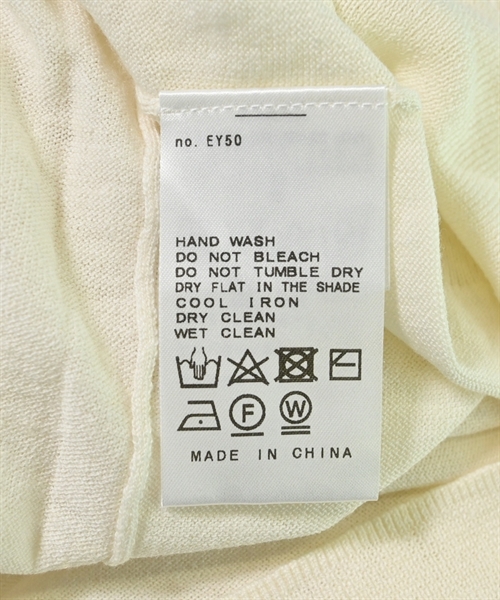 no. EY50
HAND WASH
DO NOT BLEACH
DO NOT TUMBLE DRY
DRY FLAT IN THE SHADE
COOL IRON
DRY CLEAN
WET CLEAN
F W
MADE IN CHINA